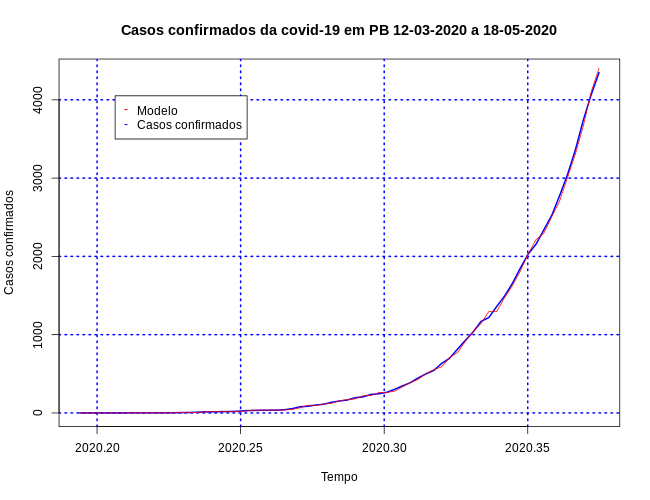 Casos confirmados da covid-19 em PB 12-03-2020 a 18-05-2020
Casos confirmados
4000
3000
2000
1000
0
Modelo
Casos confirmados
2020.20 2020.25 2020.30 2020.35
Tempo